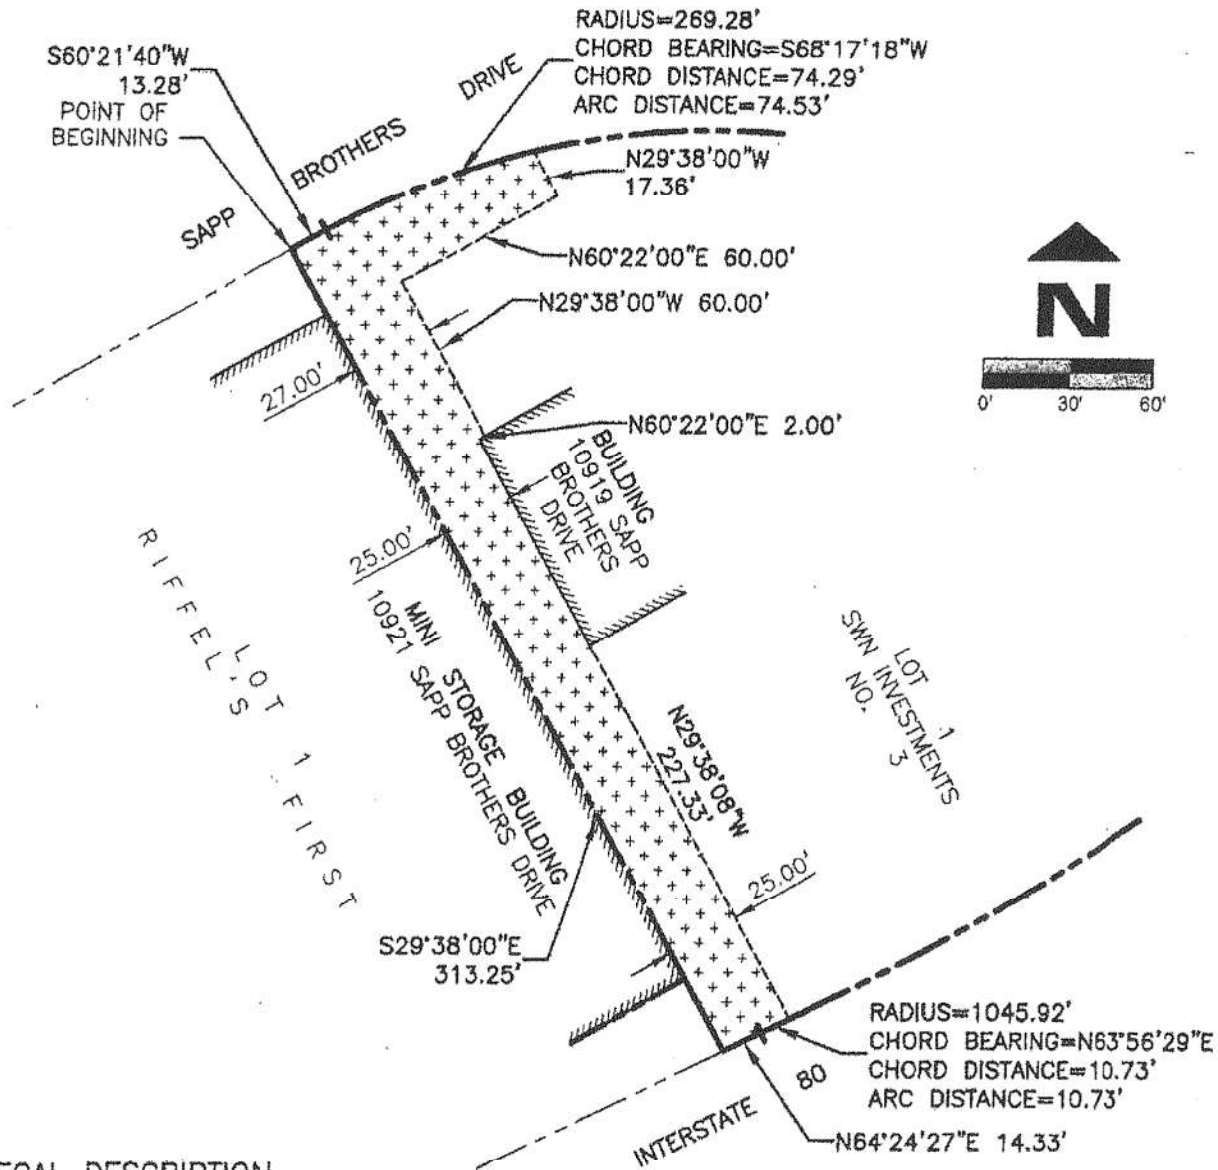 RADIUS=269.28'
CHORD BEARING=S68°17'18"W
CHORD DISTANCE=74.29'
ARC DISTANCE=74.53'
S60°21'40"W
13.28'
POINT OF
BEGINNING
SAPP BROTHERS DRIVE
N29°38'00"W
17.36'
N60°22'00"E 60.00'
N29°38'00"W 60.00'
N
0' 30' 60'
27.00'
N60°22'00"E 2.00'
BUILDING
10919 SAPP
BROTHERS
DRIVE
25.00'
MINI STORAGE BUILDING
10921 SAPP BROTHERS DRIVE
LOT 1
RIFFEL'S FIRST
LOT 1
SWN INVESTMENTS
NO. 3
N29°38'08"W
227.33'
25.00'
S29°38'00"E
313.25'
RADIUS=1045.92'
CHORD BEARING=N63°56'29"E
CHORD DISTANCE=10.73'
ARC DISTANCE=10.73'
INTERSTATE 80
N64°24'27"E 14.33'